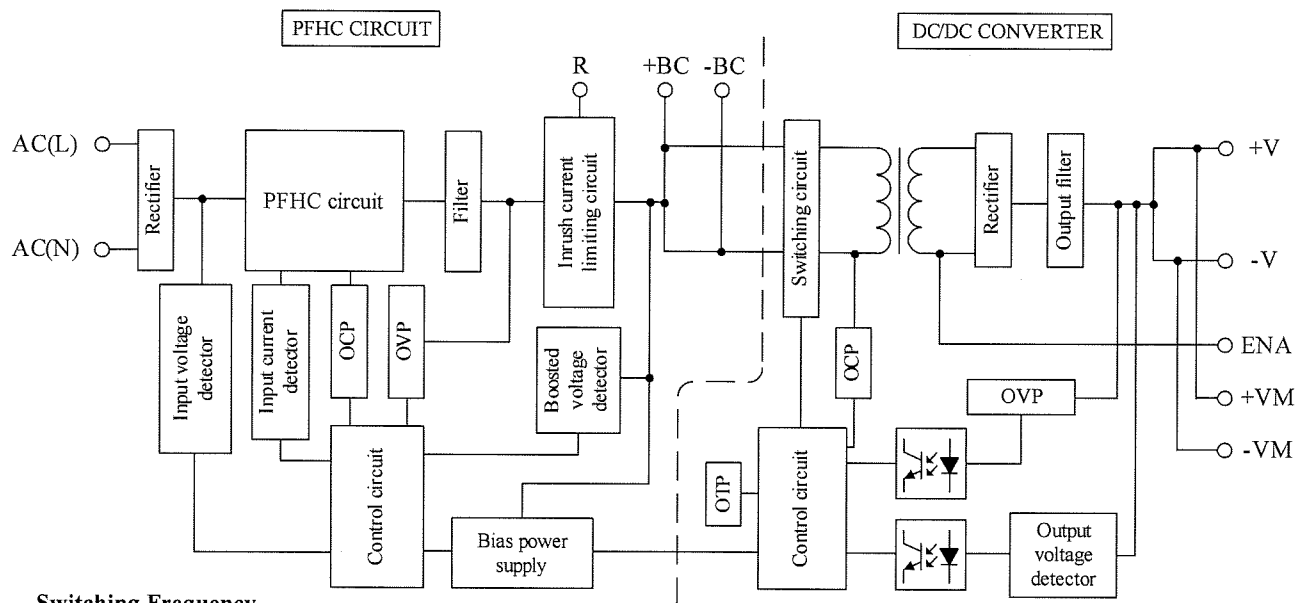 PFHC CIRCUIT
DC/DC CONVERTER
R
+BC
-BC
AC(L)
AC(N)
Rectifier
PFHC circuit
Filter
Inrush current
limiting circuit
Switching circuit
Rectifier
Output filter
+V
-V
ENA
+VM
-VM
Input voltage
detector
Input current
detector
OCP
OVP
Boosted
voltage
detector
OCP
OVP
Control circuit
Bias power
supply
OTP
Control circuit
Output
voltage
detector
Switching Frequency